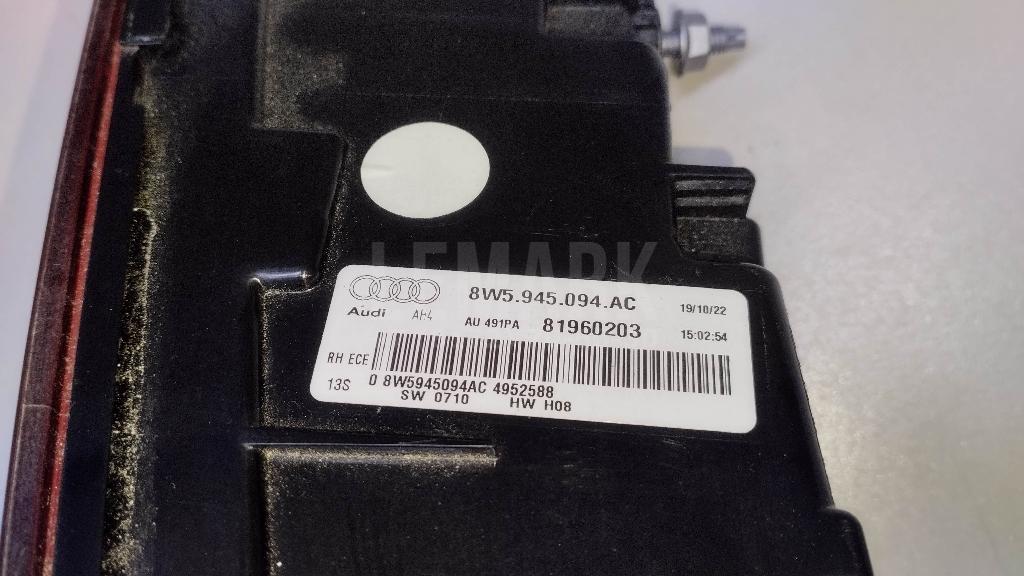 LEMARK
8W5.945.094.AC 19/10/22
Audi AH4 AU 491PA 81960203 15:02:54
RH ECE
13S 0 8W5945094AC 4952588
SW 0710 HW H08